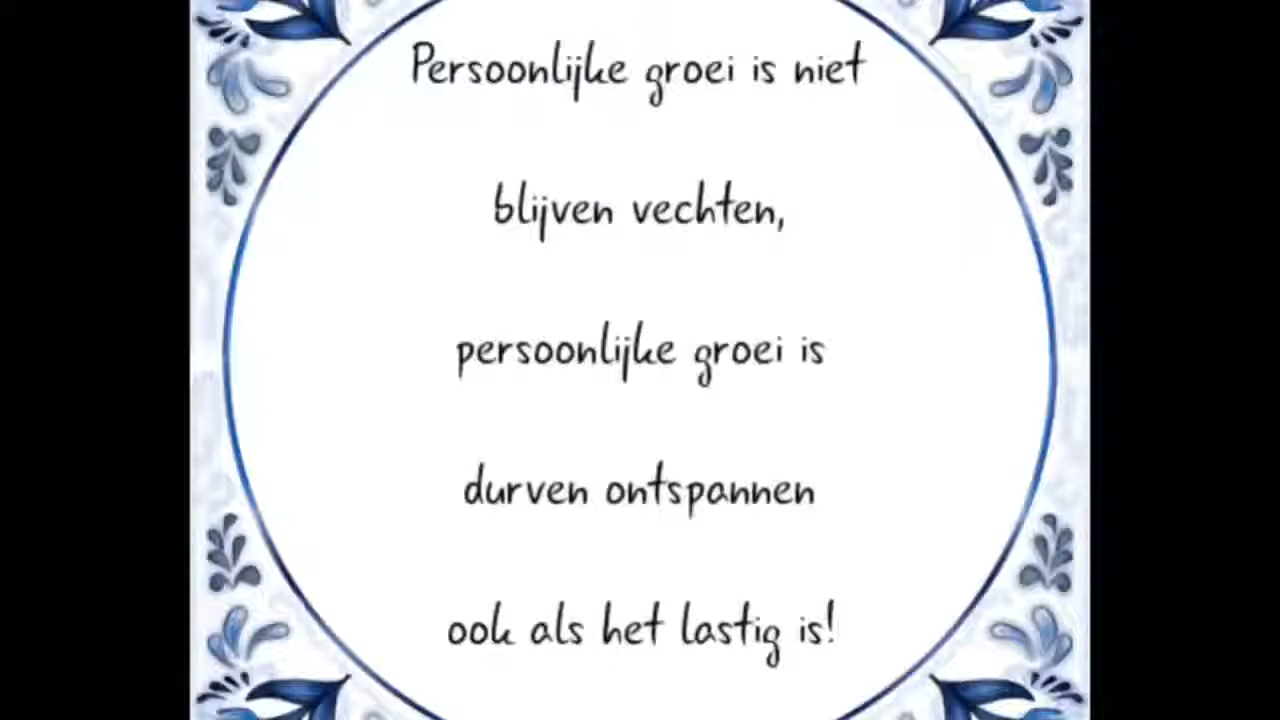 Persoonlijke groei is niet
blijven vechten,
persoonlijke groei is
durven ontspannen
ook als het lastig is!